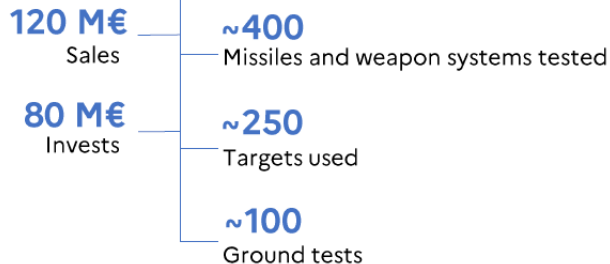 120 M€
Sales
80 M€
Invests
~400
Missiles and weapon systems tested
~250
Targets used
~100
Ground tests